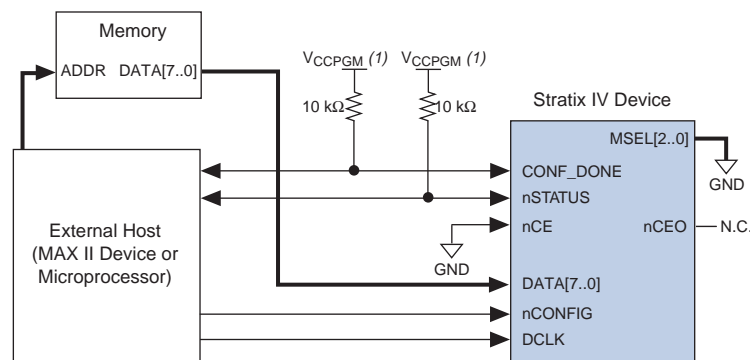 Memory
ADDR DATA[7..0]
VCCPGM (1) VCCPGM (1)
10 kΩ 10 kΩ
Stratix IV Device
MSEL[2..0]
GND
CONF_DONE
nSTATUS
nCE
nCEO
N.C.
GND
External Host
(MAX II Device or
Microprocessor)
DATA[7..0]
nCONFIG
DCLK